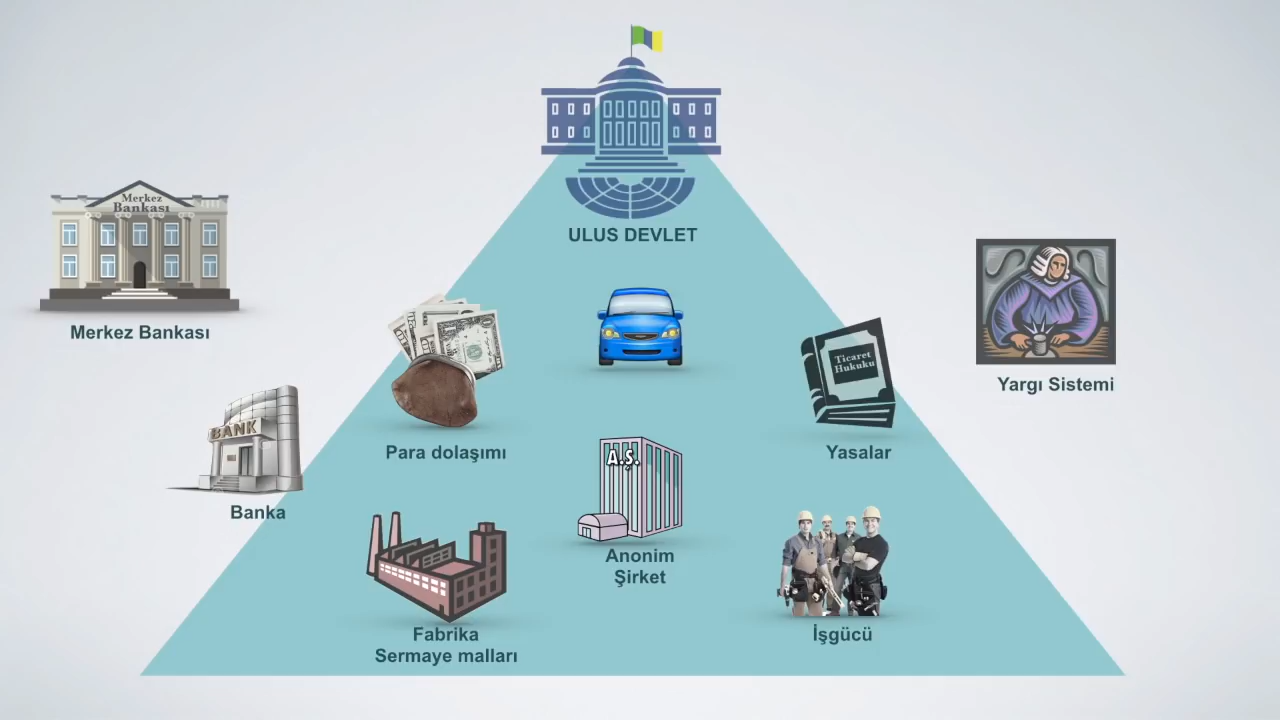 ULUS DEVLET
Merkez
Bankası
Merkez Bankası
Ticaret
Hukuku
Yargı Sistemi
Para dolaşımı
Yasalar
BANK
Banka
A.Ş.
Anonim
Şirket
Fabrika
Sermaye malları
İşgücü